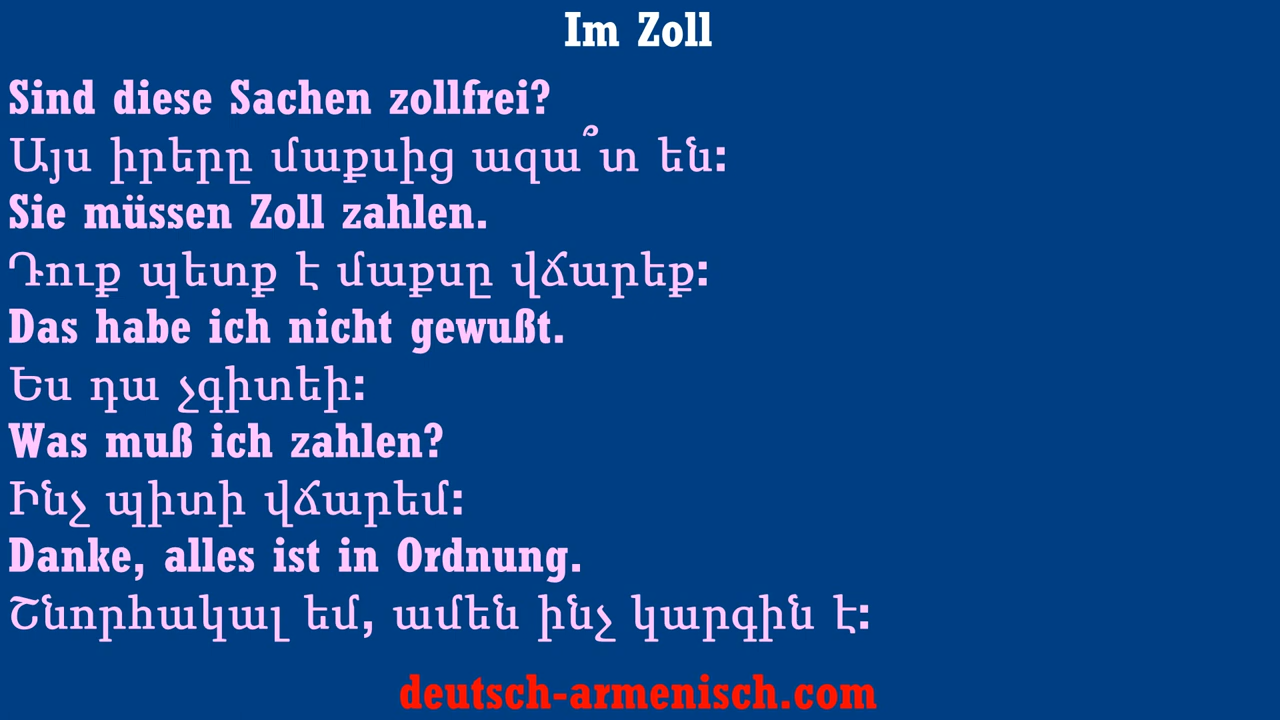 Im Zoll
Sind diese Sachen zollfrei?
Այս իրերը մաքսից ազա՞տ են:
Sie müssen Zoll zahlen.
Դուք պետք է մաքսը վճարեք:
Das habe ich nicht gewußt.
Ես դա չգիտեի:
Was muß ich zahlen?
Ինչ պիտի վճարեմ:
Danke, alles ist in Ordnung.
Շնորհակալ եմ, ամեն ինչ կարգին է:
deutsch-armenisch.com